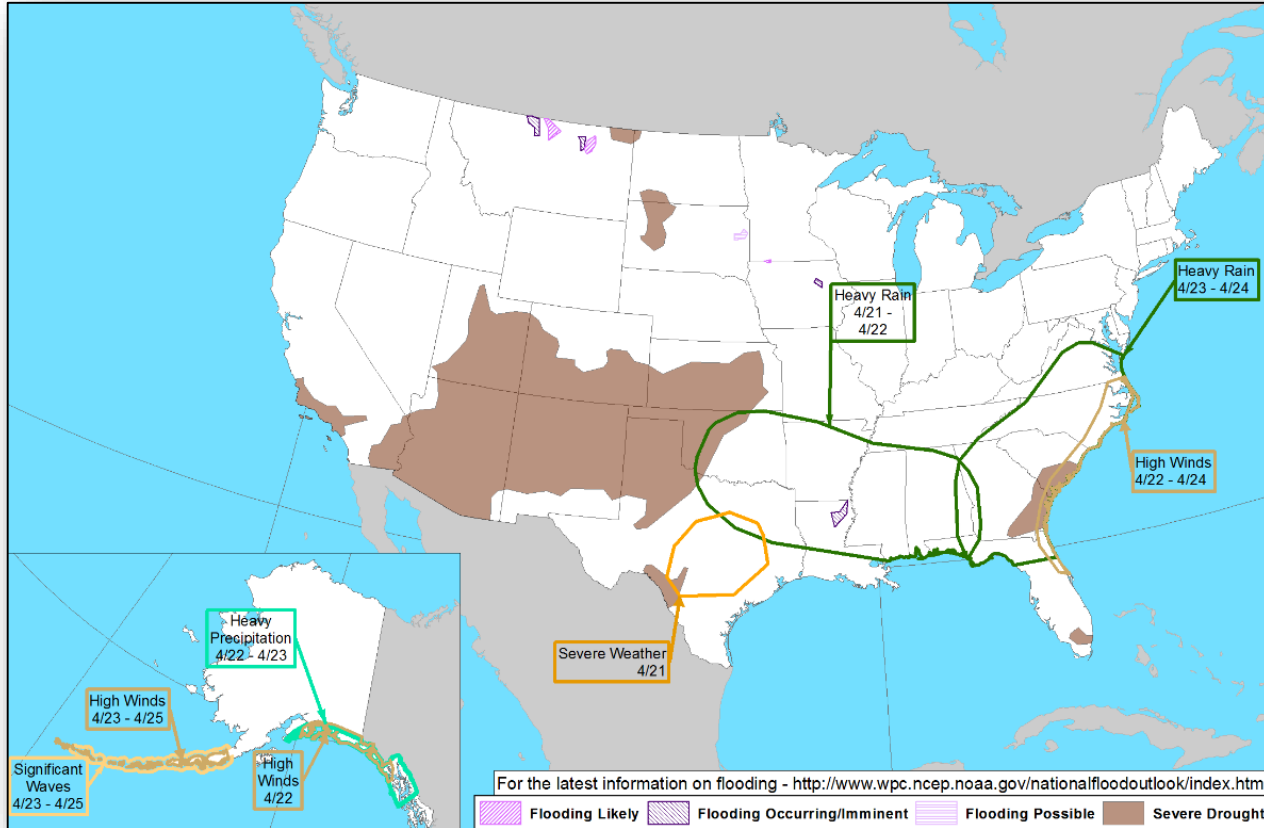 Heavy Rain
4/23 - 4/24
Heavy Rain
4/21 -
4/22
High Winds
4/22 - 4/24
Severe Weather
4/21
Heavy
Precipitation
4/22 - 4/23
High Winds
4/23 - 4/25
High
Winds
4/22
Significant
Waves
4/23 - 4/25
For the latest information on flooding - http://www.wpc.ncep.noaa.gov/nationalfloodoutlook/index.htm
Flooding Likely Flooding Occurring/Imminent Flooding Possible Severe Drought